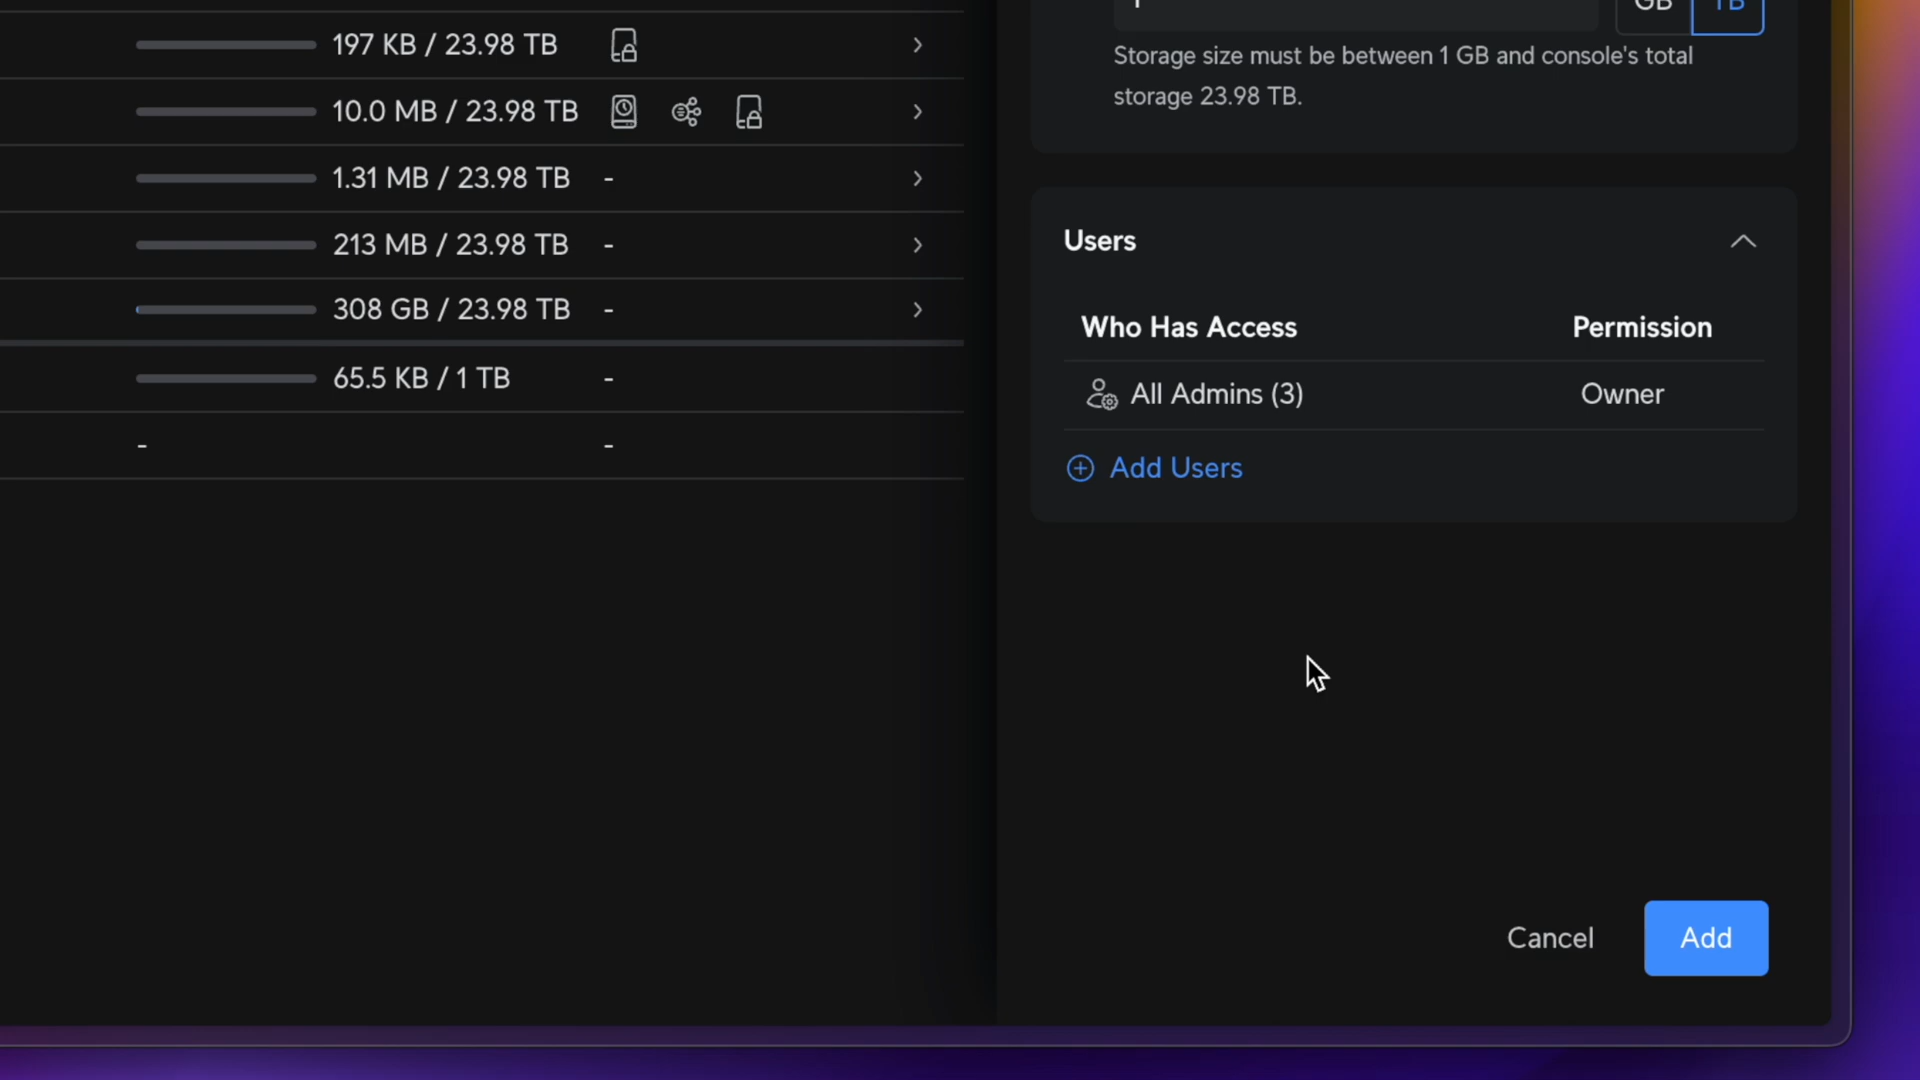 197 KB / 23.98 TB
10.0 MB / 23.98 TB
1.31 MB / 23.98 TB -
213 MB / 23.98 TB -
308 GB / 23.98 TB -
65.5 KB / 1 TB -
- -
GB TB
Storage size must be between 1 GB and console's total
storage 23.98 TB.
Users
Who Has Access Permission
All Admins (3) Owner
Add Users
Cancel Add